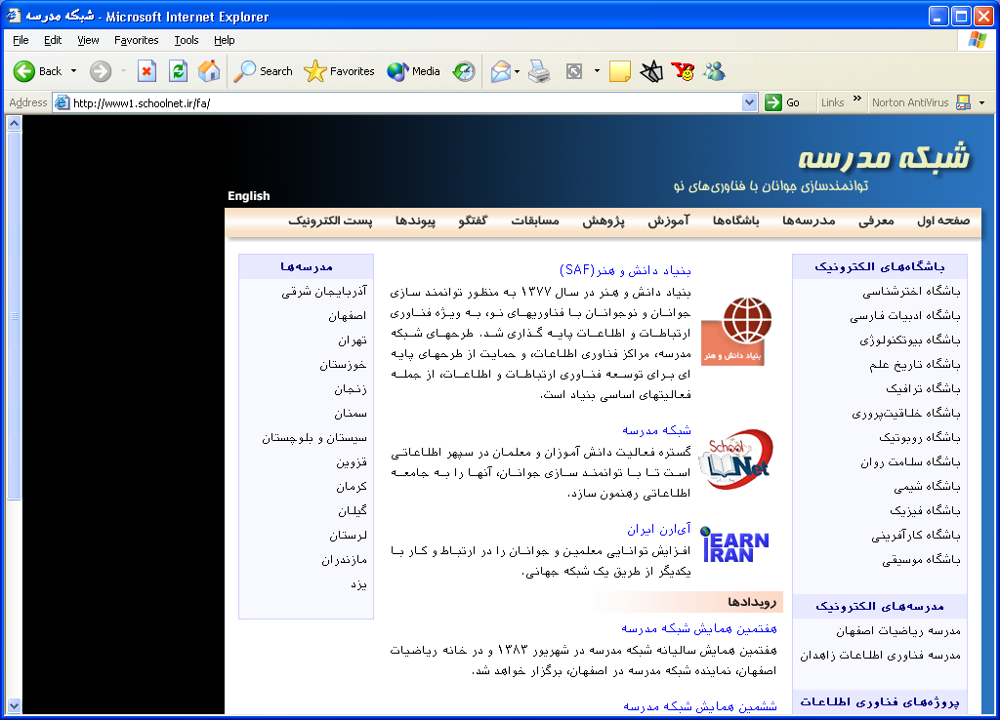 شبکه مدرسه - Microsoft Internet Explorer
File Edit View Favorites Tools Help
Back Search Favorites Media
Address http://www1.schoolnet.ir/fa/ Go Links » Norton AntiVirus
شبکه مدرسه
توانمندسازی جوانان با فناوری‌های نو
English
صفحه اول معرفی مدرسه‌ها باشگاه‌ها آموزش پژوهش مسابقات گفتگو پیوندها پست الکترونیک
باشگاه‌های الکترونیک
باشگاه اخترشناسی
باشگاه ادبیات فارسی
باشگاه بیوتکنولوژی
باشگاه تاریخ علم
باشگاه ترافیک
باشگاه خلاقیت‌پروری
باشگاه روبوتیک
باشگاه سلامت روان
باشگاه شیمی
باشگاه فیزیک
باشگاه کارآفرینی
باشگاه موسیقی
مدرسه‌های الکترونیک
مدرسه ریاضیات اصفهان
مدرسه فناوری اطلاعات زاهدان
پروژه‌های فناوری اطلاعات
بنیاد دانش و هنر(SAF)
بنیاد دانش و هنر در سال ۱۳۷۷ به منظور توانمند سازی
جوانان و نوجوانان با فناوریهای نو، به ویژه فناوری
ارتباطات و اطلاعات پایه گذاری شد. طرحهای شبکه
مدرسه، مراکز فناوری اطلاعات، و حمایت از طرحهای پایه
ای برای توسعه فناوری ارتباطات و اطلاعات، از جمله
فعالیتهای اساسی بنیاد است.
بنیاد دانش و هنر
شبکه مدرسه
گستره فعالیت دانش آموزان و معلمان در سپهر اطلاعاتی
است تا با توانمند سازی جوانان، آنها را به جامعه
اطلاعاتی رهنمون سازد.
School
Net
آی‌ارن ایران
افزایش توانایی معلمین و جوانان را در ارتباط و کار با
یکدیگر از طریق یک شبکه جهانی.
iEARN
IRAN
رویدادها
هفتمین همایش شبکه مدرسه
هفتمین همایش سالیانه شبکه مدرسه در شهریور ۱۳۸۳ و در خانه ریاضیات
اصفهان، نماینده شبکه مدرسه در اصفهان، برگزار خواهد شد.
ششمین همایش شبکه مدرسه
مدرسه‌ها
آذربایجان شرقی
اصفهان
تهران
خوزستان
زنجان
سمنان
سیستان و بلوچستان
قزوین
کرمان
گیلان
لرستان
مازندران
یزد